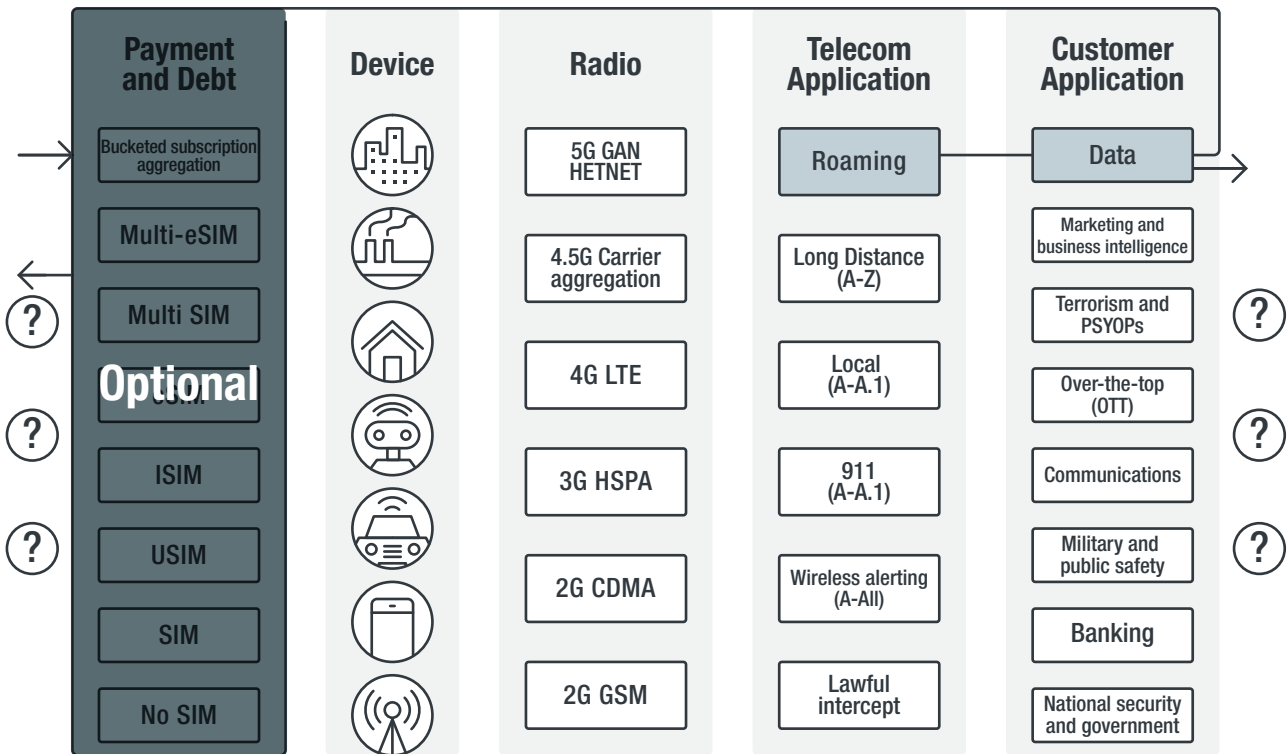 Payment
and Debt
Bucketed subscription
aggregation
Multi-eSIM
Multi SIM
Optional
eSIM
ISIM
USIM
SIM
No SIM
Device
Radio
5G GAN
HETNET
4.5G Carrier
aggregation
4G LTE
3G HSPA
2G CDMA
2G GSM
Telecom
Application
Roaming
Long Distance
(A-Z)
Local
(A-A.1)
911
(A-A.1)
Wireless alerting
(A-All)
Lawful
intercept
Customer
Application
Data
Marketing and
business intelligence
Terrorism and
PSYOPs
Over-the-top
(OTT)
Communications
Military and
public safety
Banking
National security
and government
?
?
?
?
?
?